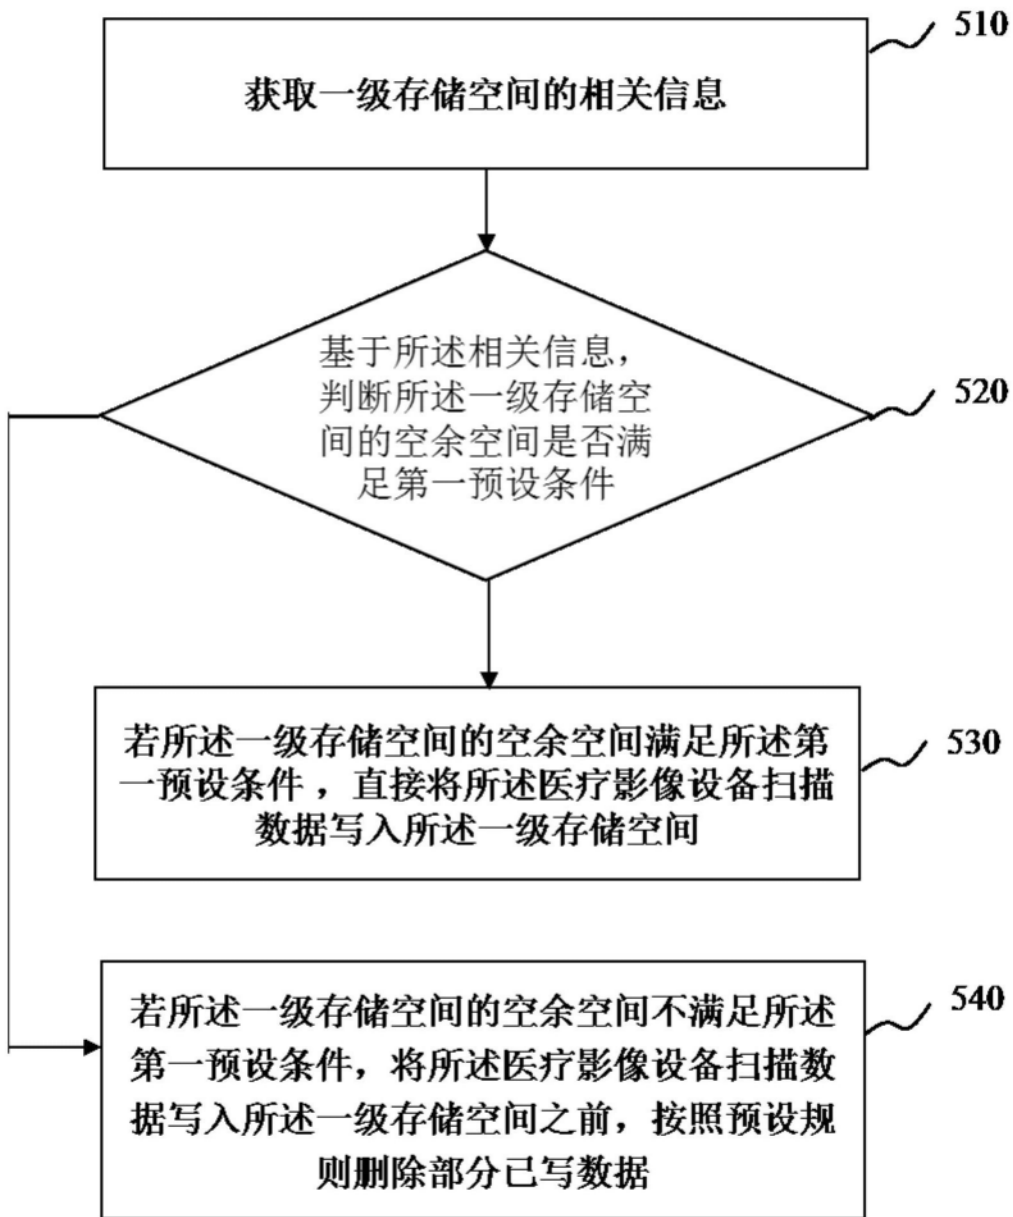 510
获取一级存储空间的相关信息
基于所述相关信息，
判断所述一级存储空
间的空余空间是否满
足第一预设条件
520
若所述一级存储空间的空余空间满足所述第
一预设条件，直接将所述医疗影像设备扫描
数据写入所述一级存储空间
530
若所述一级存储空间的空余空间不满足所述
第一预设条件，将所述医疗影像设备扫描数
据写入所述一级存储空间之前，按照预设规
则删除部分已写数据
540